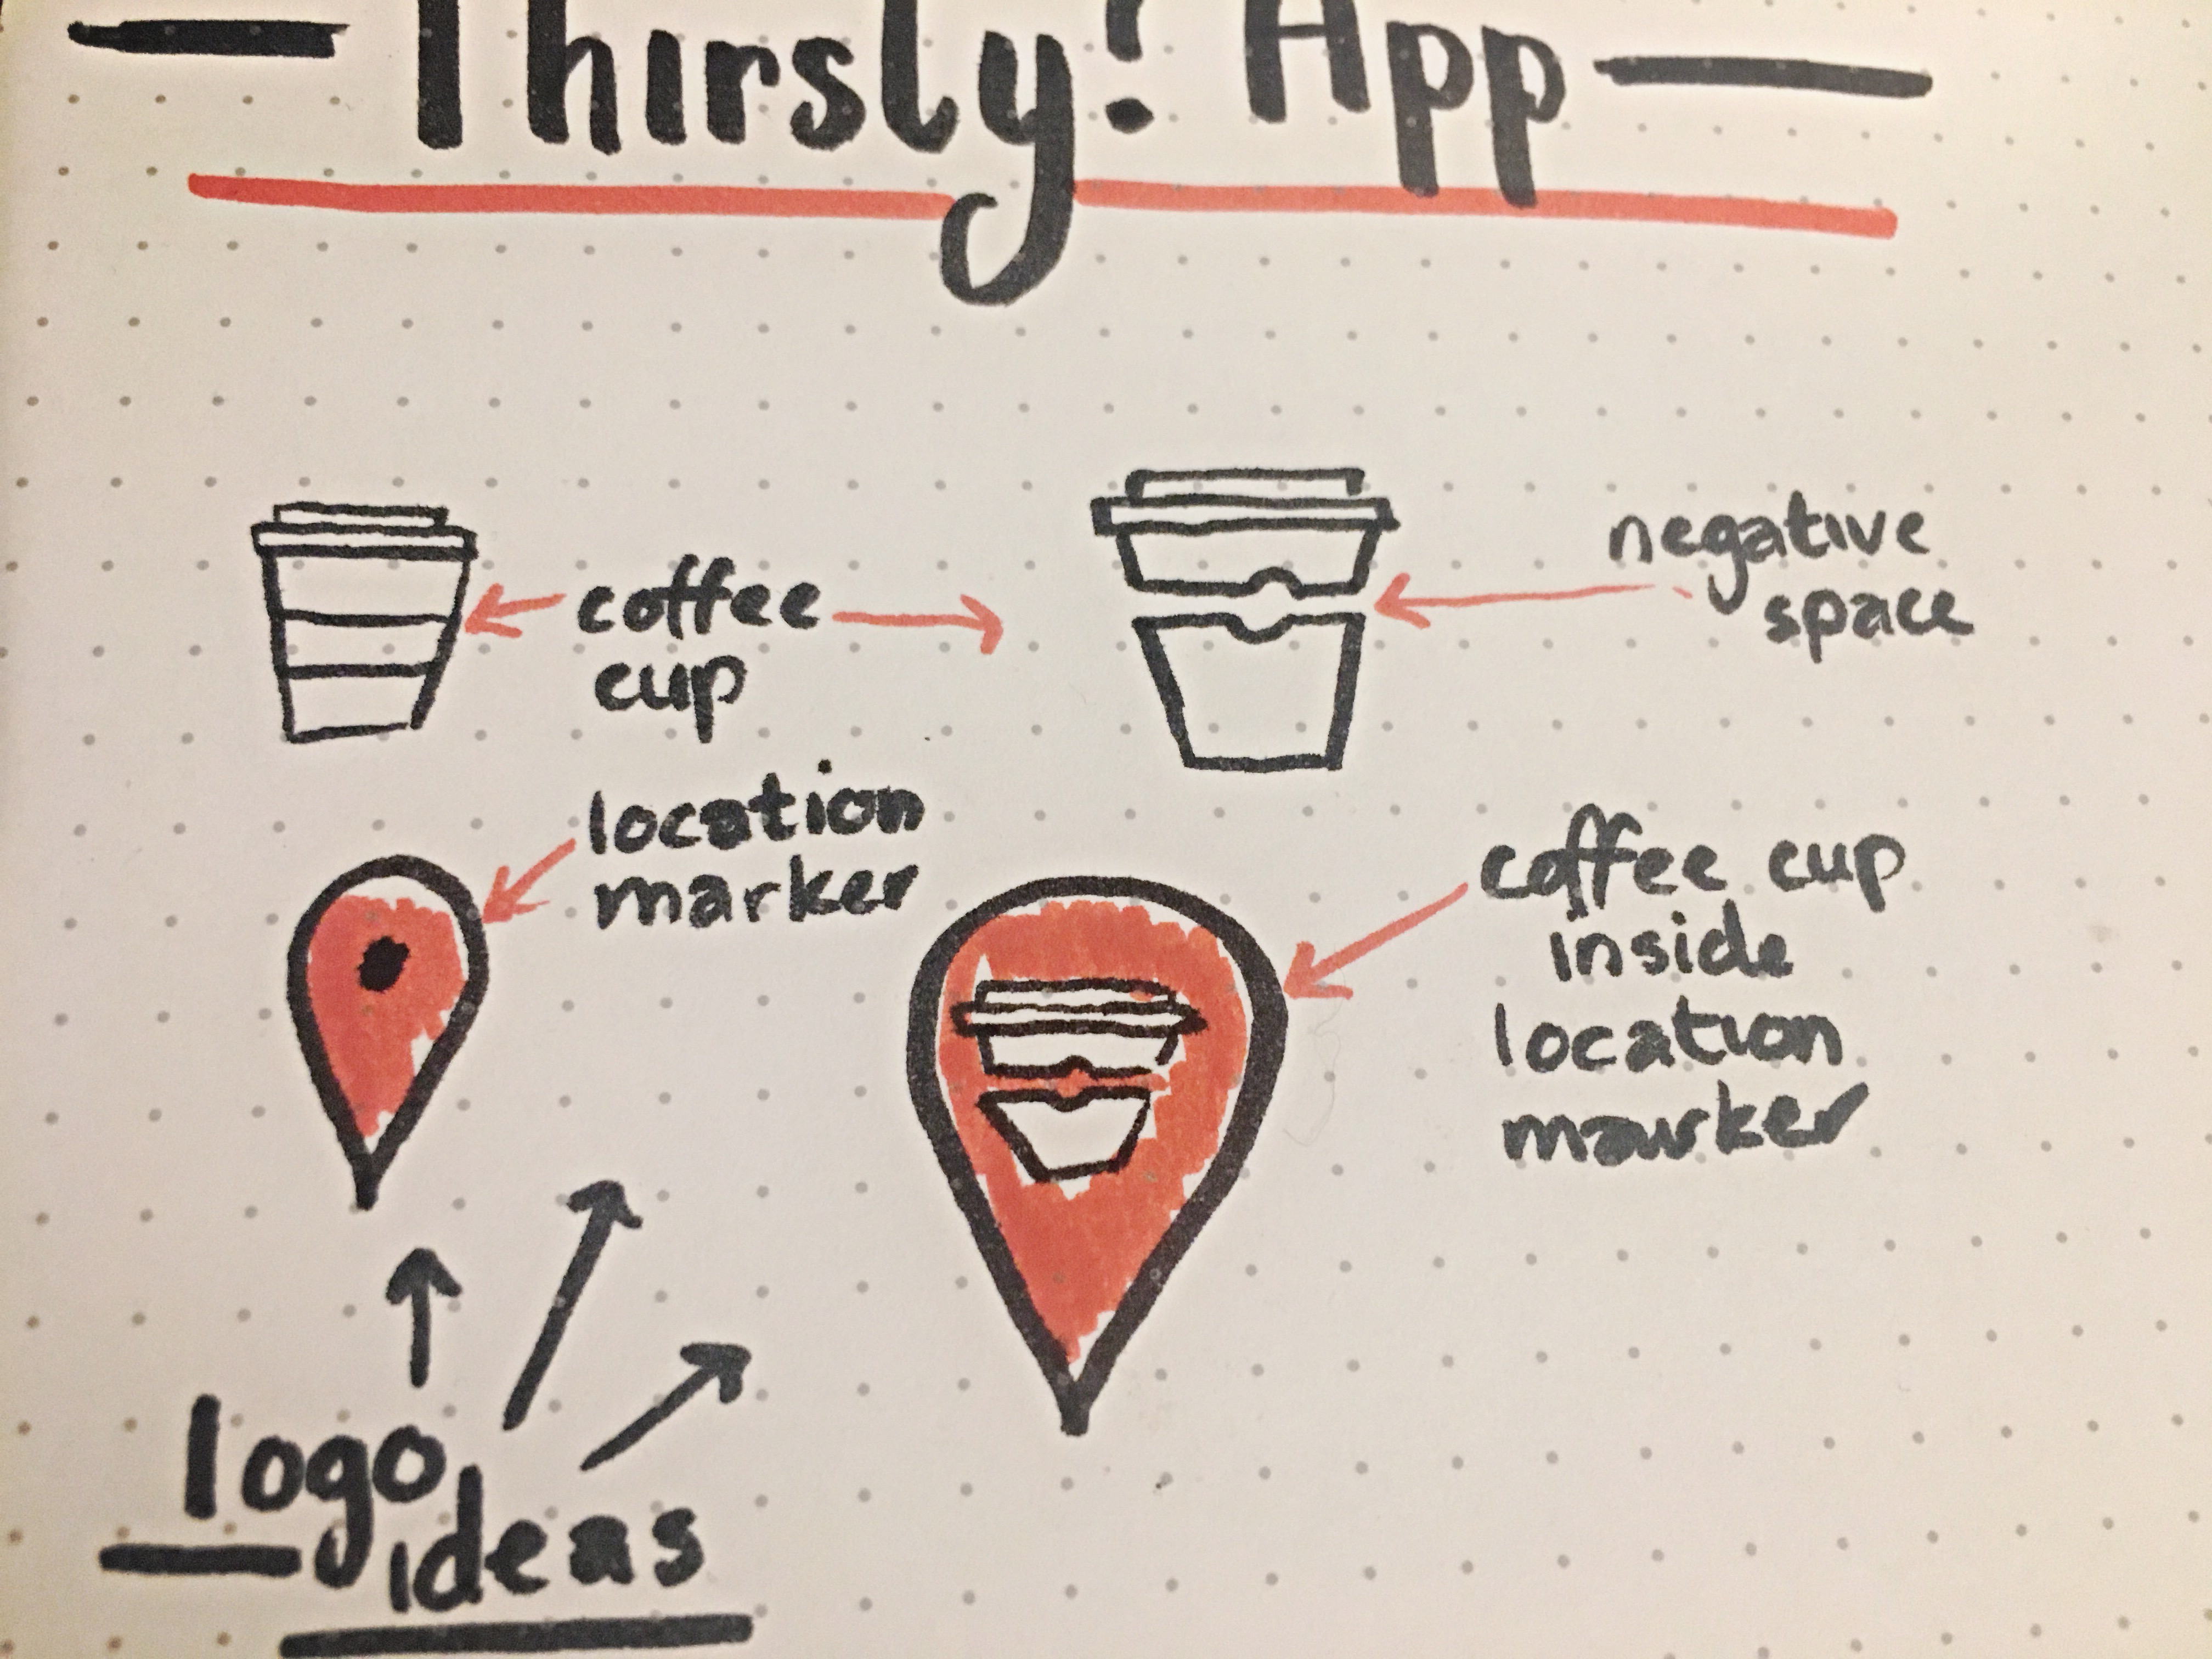 Thirsty! App
coffee
cup
negative
space
location
marker
coffee cup
inside
location
marker
logo
ideas